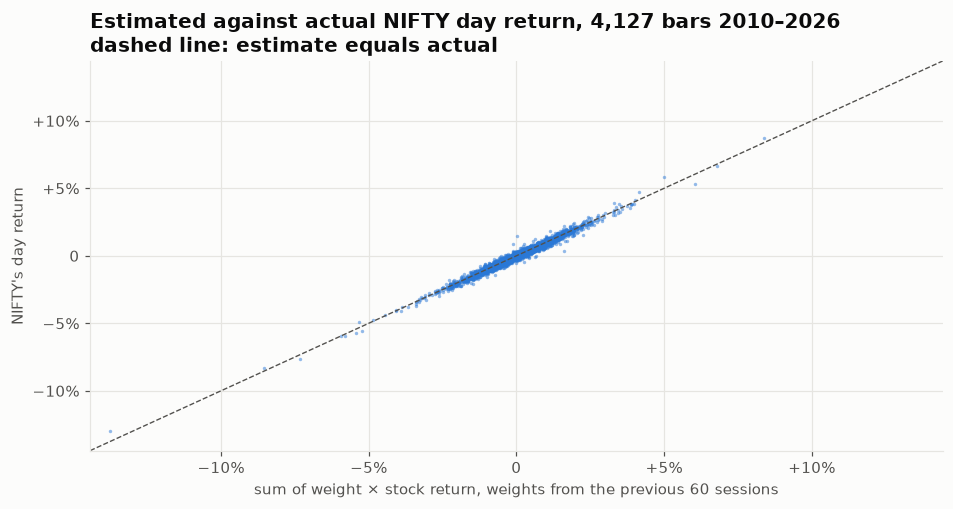 Estimated against actual NIFTY day return, 4,127 bars 2010–2026
dashed line: estimate equals actual
+10%
+5%
0
−5%
−10%
NIFTY's day return
−10%
−5%
0
+5%
+10%
sum of weight × stock return, weights from the previous 60 sessions